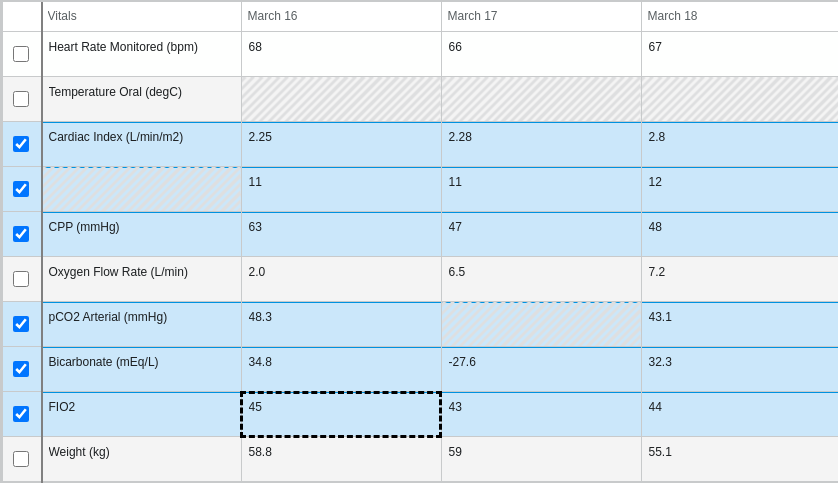 Vitals March 16 March 17 March 18
Heart Rate Monitored (bpm) 68 66 67
Temperature Oral (degC)
Cardiac Index (L/min/m2) 2.25 2.28 2.8
11 11 12
CPP (mmHg) 63 47 48
Oxygen Flow Rate (L/min) 2.0 6.5 7.2
pCO2 Arterial (mmHg) 48.3 43.1
Bicarbonate (mEq/L) 34.8 -27.6 32.3
FIO2 45 43 44
Weight (kg) 58.8 59 55.1